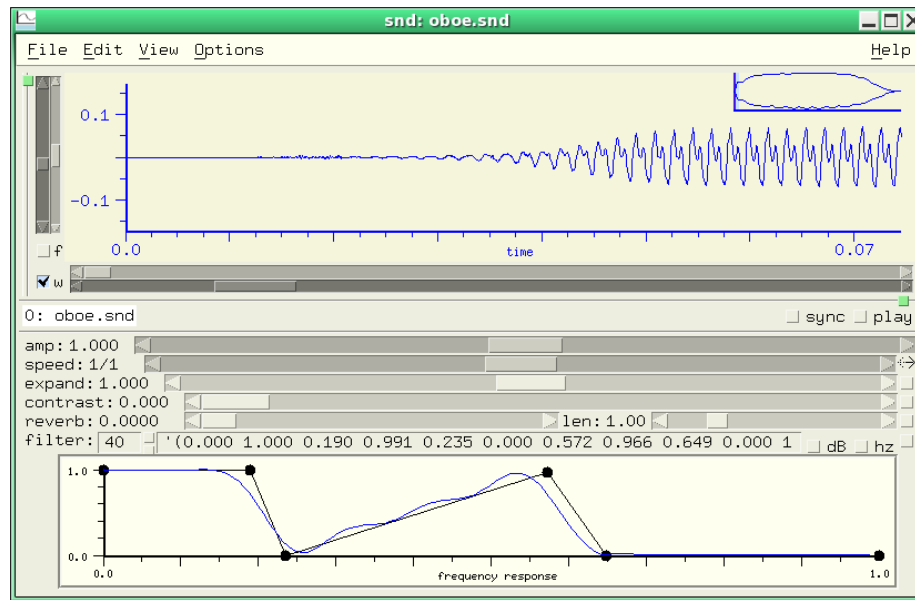 snd: oboe.snd
File Edit View Options Help
0.1
-0.1
f
0.0 time 0.07
w
0: oboe.snd sync play
amp: 1.000
speed: 1/1
expand: 1.000
contrast: 0.000
reverb: 0.0000 len: 1.00
filter: 40 '(0.000 1.000 0.190 0.991 0.235 0.000 0.572 0.966 0.649 0.000 1 dB hz
1.0
0.0
0.0 frequency response 1.0